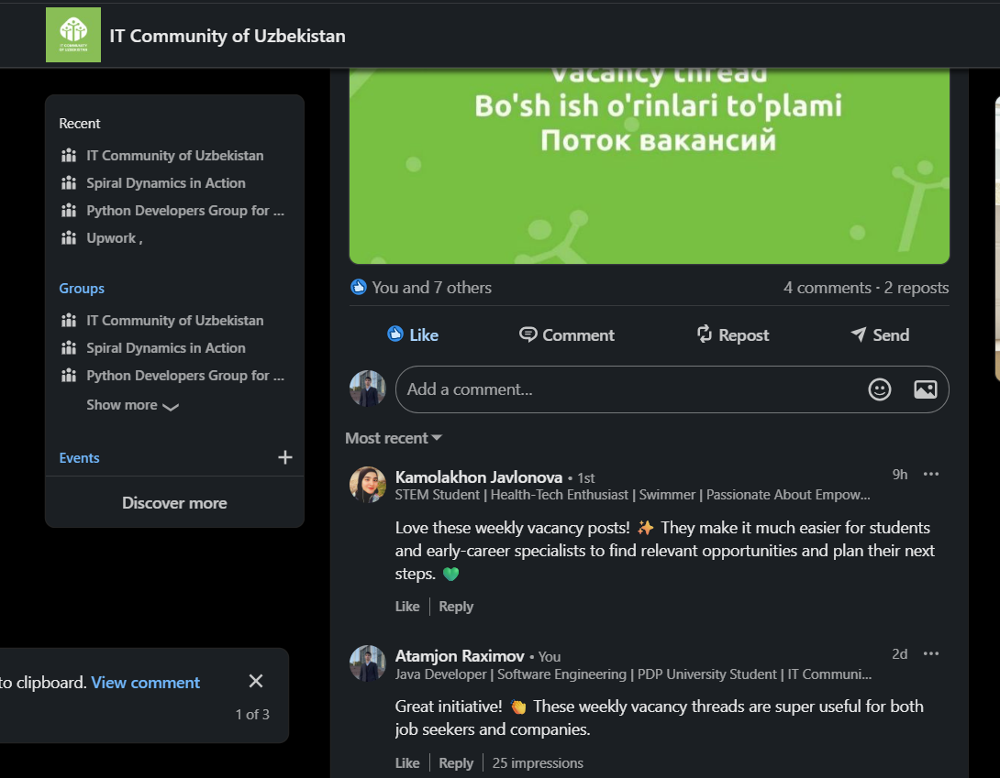 IT COMMUNITY
OF UZBEKISTAN
IT Community of Uzbekistan
Recent
IT Community of Uzbekistan
Spiral Dynamics in Action
Python Developers Group for ...
Upwork ,
Groups
IT Community of Uzbekistan
Spiral Dynamics in Action
Python Developers Group for ...
Show more
Events
Discover more
to clipboard. View comment
1 of 3
Vacancy thread
Bo'sh ish o'rinlari to'plami
Поток вакансий
You and 7 others
4 comments · 2 reposts
Like
Comment
Repost
Send
Add a comment...
Most recent
Kamolakhon Javlonova • 1st
9h
STEM Student | Health-Tech Enthusiast | Swimmer | Passionate About Empow...
Love these weekly vacancy posts! ✨ They make it much easier for students
and early-career specialists to find relevant opportunities and plan their next
steps. 💚
Like
Reply
Atamjon Raximov • You
2d
Java Developer | Software Engineering | PDP University Student | IT Communi...
Great initiative! 👏 These weekly vacancy threads are super useful for both
job seekers and companies.
Like
Reply
25 impressions